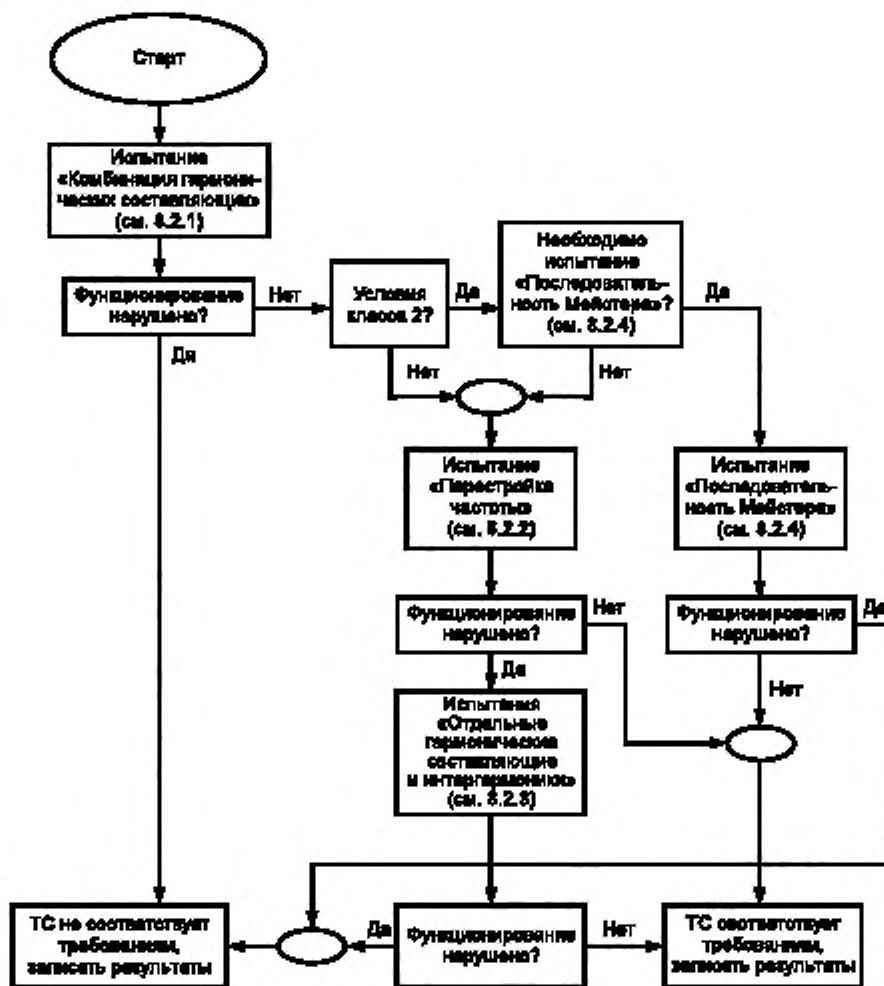 Старт
Испытание
«Комбинация гармони-
ческих составляющих»
(см. 8.2.1)
Функционирование
нарушено?
Нет
Да
Условия
класса 2?
Да
Нет
Необходимо
испытание
«Последователь-
ность Мейстера»?
(см. 8.2.4)
Да
Нет
Испытание
«Перестройка
частоты»
(см. 8.2.2)
Испытание
«Последователь-
ность Мейстера»
(см. 8.2.4)
Функционирование
нарушено?
Нет
Да
Функционирование
нарушено?
Да
Нет
Испытания
«Отдельные
гармонические
составляющие
и интергармоники»
(см. 8.2.3)
ТС не соответствует
требованиям,
записать результаты
Да
Функционирование
нарушено?
Нет
ТС соответствует
требованиям,
записать результаты